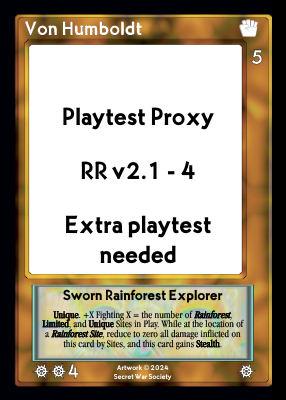 Von Humboldt
5
Playtest Proxy
RR v2.1 - 4
Extra playtest
needed
Sworn Rainforest Explorer
Unique. +X Fighting X = the number of Rainforest,
Limited, and Unique Sites in Play. While at the location
of a Rainforest Site, reduce to zero all damage inflicted on
this card by Sites, and this card gains Stealth.
4
Artwork © 2024
Secret War Society